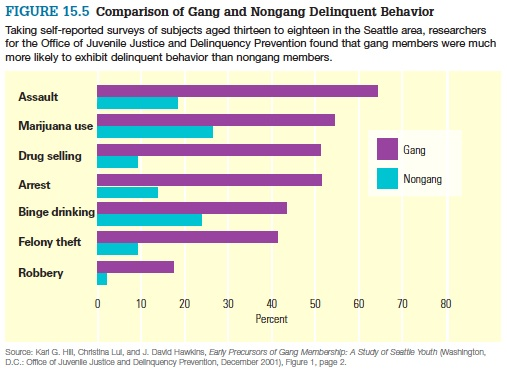 FIGURE 15.5 Comparison of Gang and Nongang Delinquent Behavior
Taking self-reported surveys of subjects aged thirteen to eighteen in the Seattle area, researchers
for the Office of Juvenile Justice and Delinquency Prevention found that gang members were much
more likely to exhibit delinquent behavior than nongang members.
Assault
Marijuana use
Drug selling
Arrest
Binge drinking
Felony theft
Robbery
Gang
Nongang
0 10 20 30 40 50 60 70 80
Percent
Source: Karl G. Hill, Christina Lui, and J. David Hawkins, Early Precursors of Gang Membership: A Study of Seattle Youth (Washington,
D.C.: Office of Juvenile Justice and Delinquency Prevention, December 2001), Figure 1, page 2.